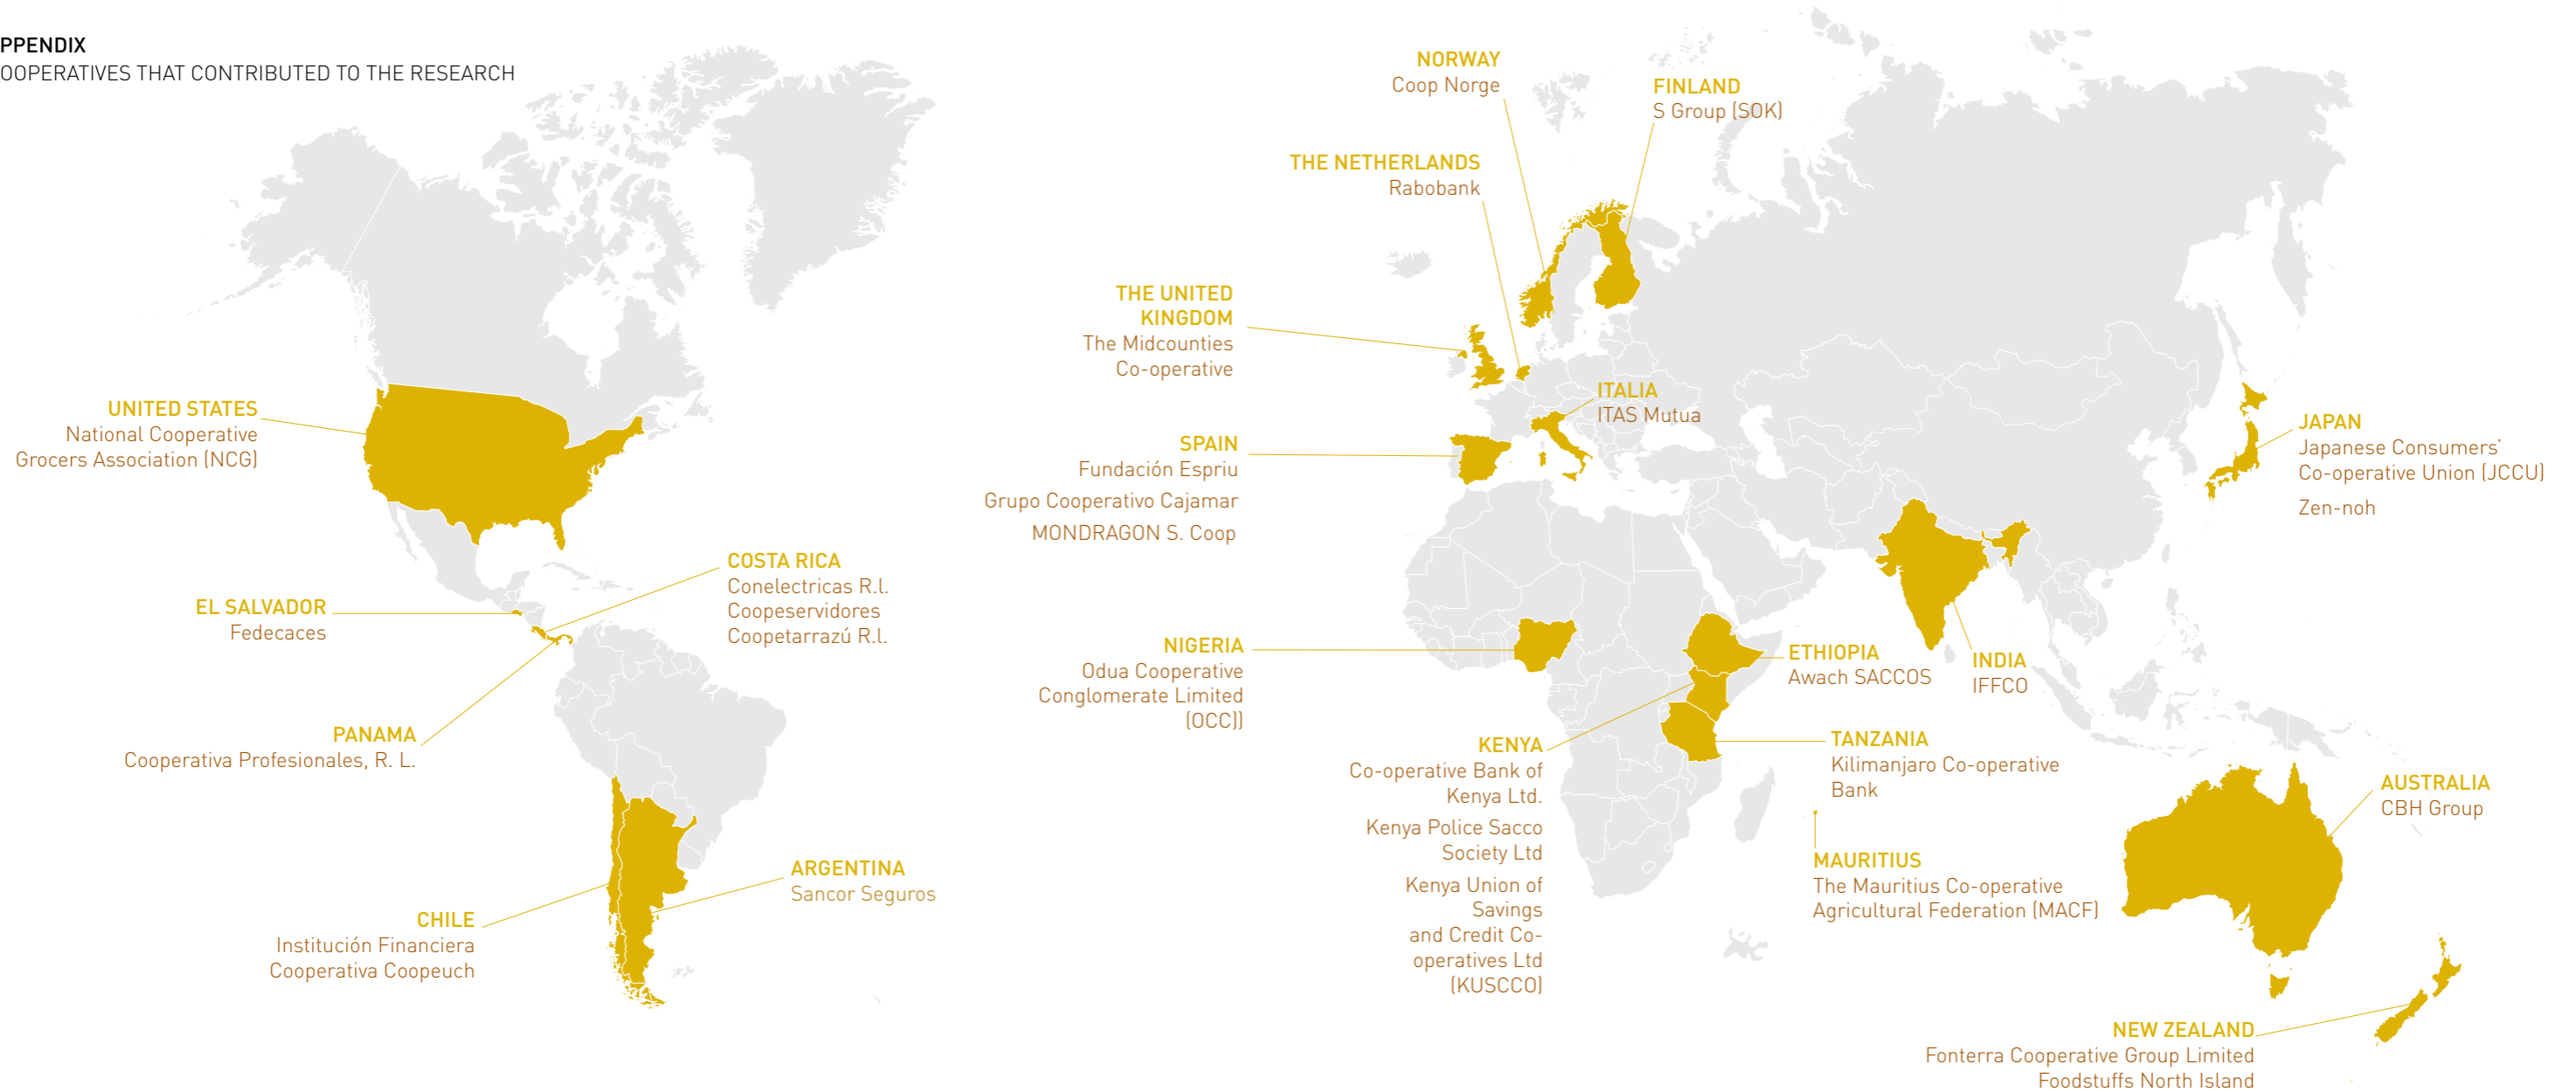 PPENDIX
OOPERATIVES THAT CONTRIBUTED TO THE RESEARCH
UNITED STATES
National Cooperative
Grocers Association (NCG)
EL SALVADOR
Fedecaces
COSTA RICA
Conelectricas R.l.
Coopeservidores
Coopetarrazú R.l.
PANAMA
Cooperativa Profesionales, R. L.
CHILE
Institución Financiera
Cooperativa Coopeuch
ARGENTINA
Sancor Seguros
NORWAY
Coop Norge
FINLAND
S Group (SOK)
THE NETHERLANDS
Rabobank
THE UNITED
KINGDOM
The Midcounties
Co-operative
ITALIA
ITAS Mutua
SPAIN
Fundación Espriu
Grupo Cooperativo Cajamar
MONDRAGON S. Coop
NIGERIA
Odua Cooperative
Conglomerate Limited
(OCC))
KENYA
Co-operative Bank of
Kenya Ltd.
Kenya Police Sacco
Society Ltd
Kenya Union of
Savings
and Credit Co-
operatives Ltd
(KUSCCO)
ETHIOPIA
Awach SACCOS
TANZANIA
Kilimanjaro Co-operative
Bank
MAURITIUS
The Mauritius Co-operative
Agricultural Federation (MACF)
INDIA
IFFCO
JAPAN
Japanese Consumers’
Co-operative Union (JCCU)
Zen-noh
AUSTRALIA
CBH Group
NEW ZEALAND
Fonterra Cooperative Group Limited
Foodstuffs North Island